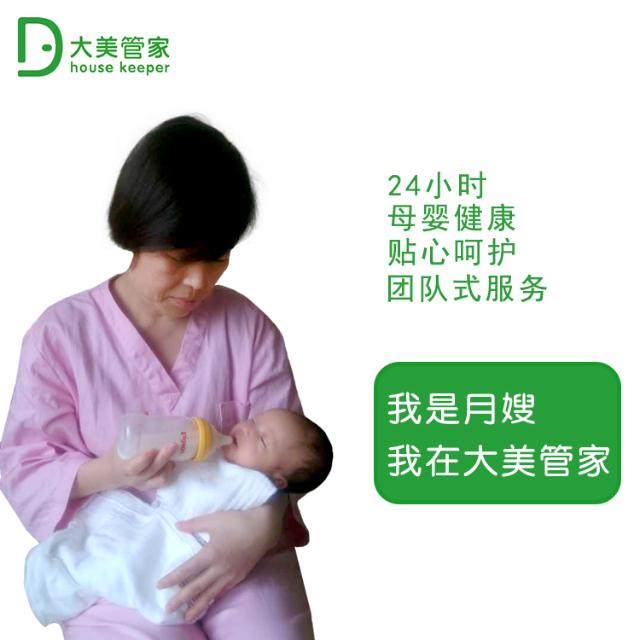 大美管家
house keeper
24小时
母婴健康
贴心呵护
团队式服务
我是月嫂
我在大美管家